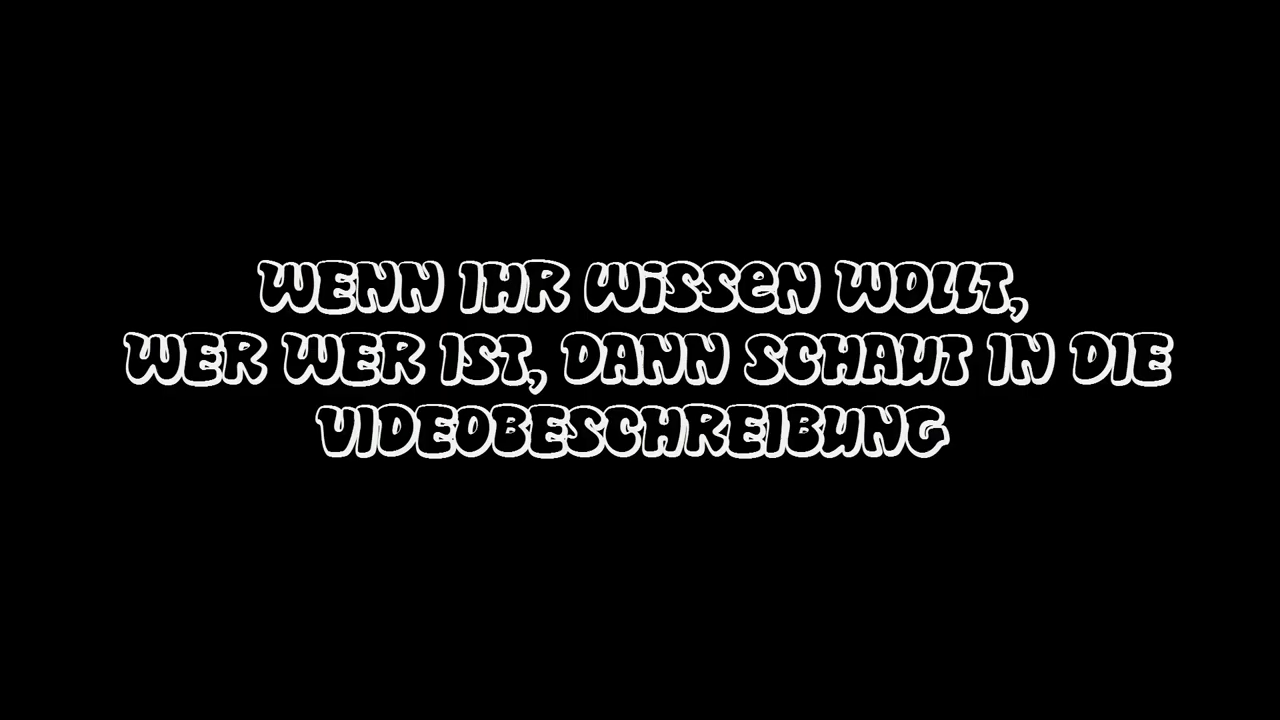 WENN IHR WiSSeN WOLLT,
WER WER IST, DANN SCHAUT IN DIE
VIDEOBESCHREIBUNG